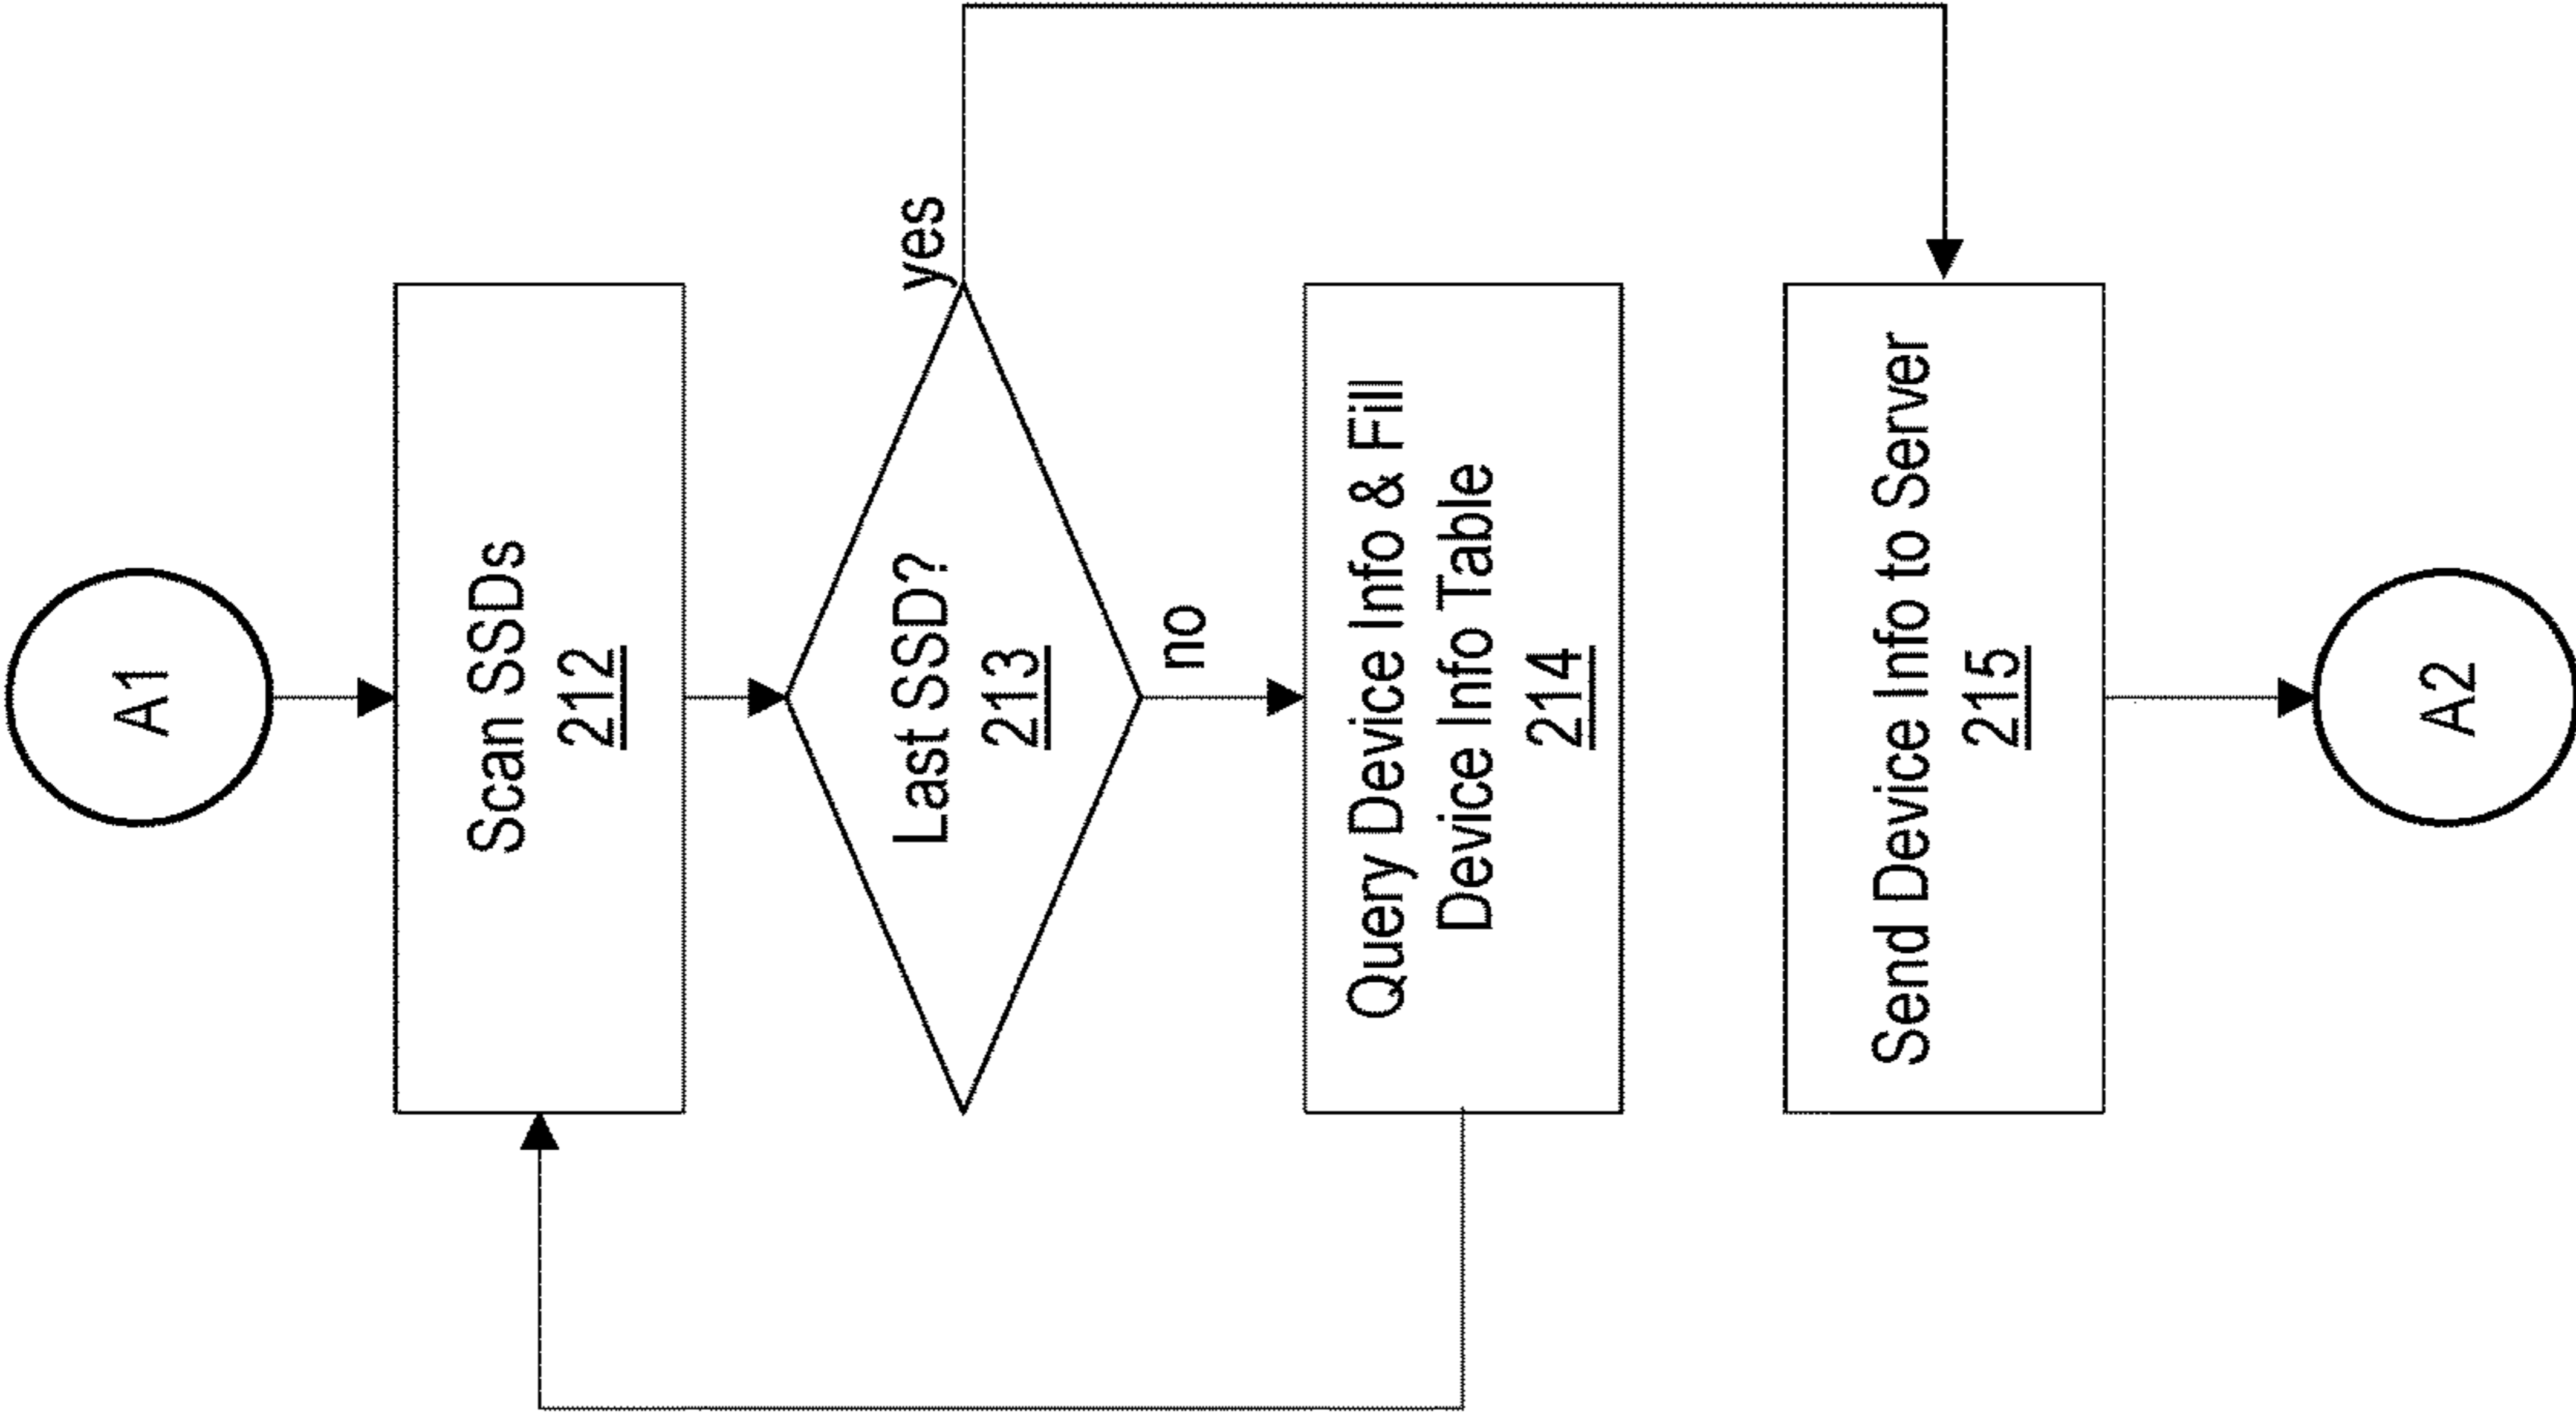 A1
Scan SSDs
212
Last SSD?
213
yes
no
Query Device Info & Fill
Device Info Table
214
Send Device Info to Server
215
A2